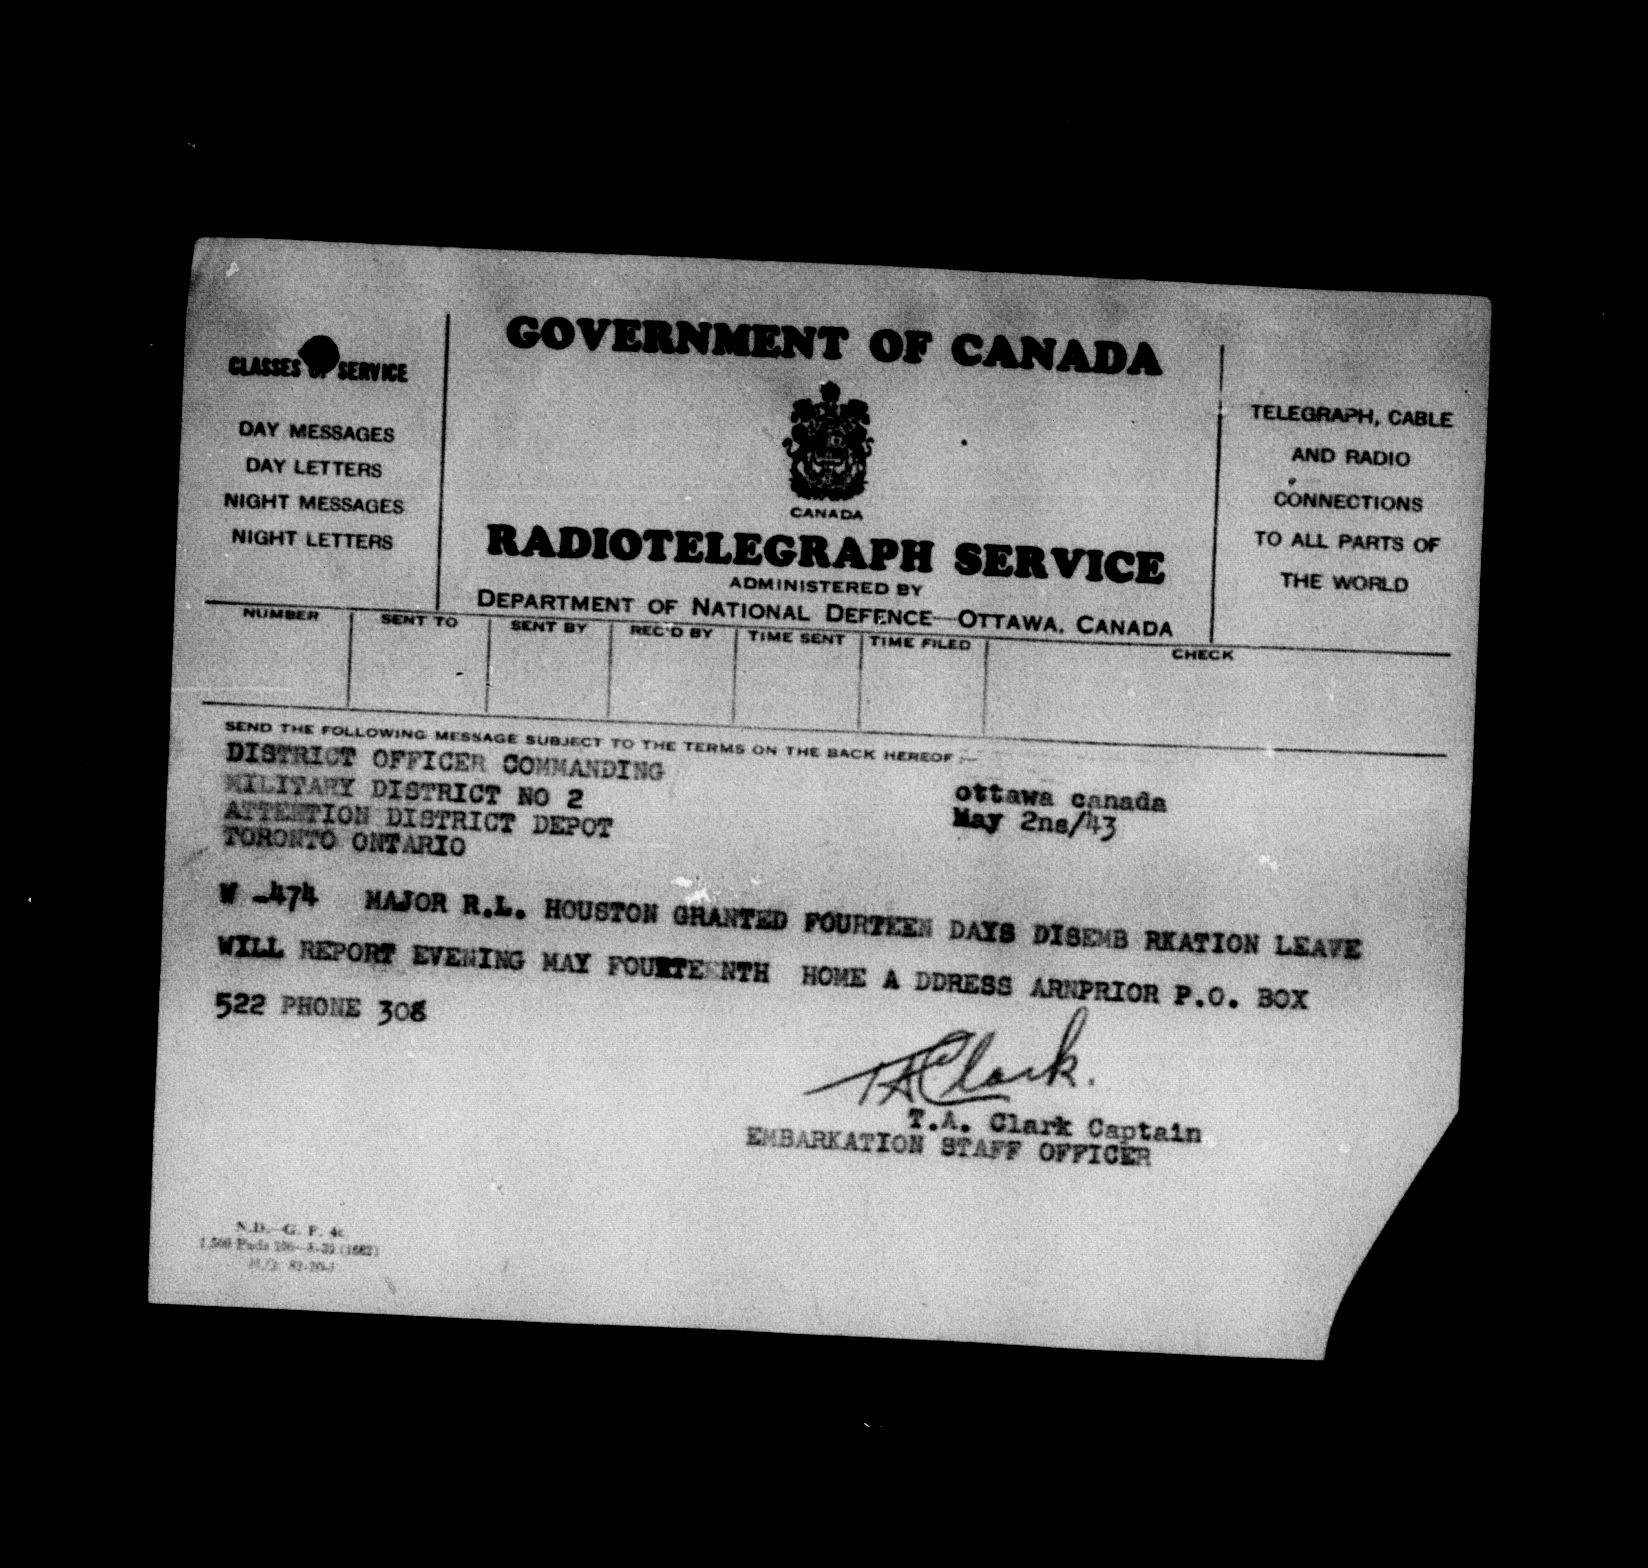 GOVERNMENT OF CANADA
CLASSES OF SERVICE
DAY MESSAGES
DAY LETTERS
NIGHT MESSAGES
NIGHT LETTERS
CANADA
RADIOTELEGRAPH SERVICE
ADMINISTERED BY
DEPARTMENT OF NATIONAL DEFENCE—OTTAWA, CANADA
TELEGRAPH, CABLE
AND RADIO
CONNECTIONS
TO ALL PARTS OF
THE WORLD
NUMBER SENT TO SENT BY REC'D BY TIME SENT TIME FILED CHECK
SEND THE FOLLOWING MESSAGE SUBJECT TO THE TERMS ON THE BACK HEREOF :—
DISTRICT OFFICER COMMANDING
MILITARY DISTRICT NO 2
ATTENTION DISTRICT DEPOT
TORONTO ONTARIO
ottawa canada
May 2ns/43
W -474 MAJOR R.L. HOUSTON GRANTED FOURTEEN DAYS DISEMB RKATION LEAVE
WILL REPORT EVENING MAY FOURTEENTH HOME A DDRESS ARNPRIOR P.O. BOX
522 PHONE 308
TA Clark.
T.A. Clark Captain
EMBARKATION STAFF OFFICER
N.D.—G. F.
1,500 Pads